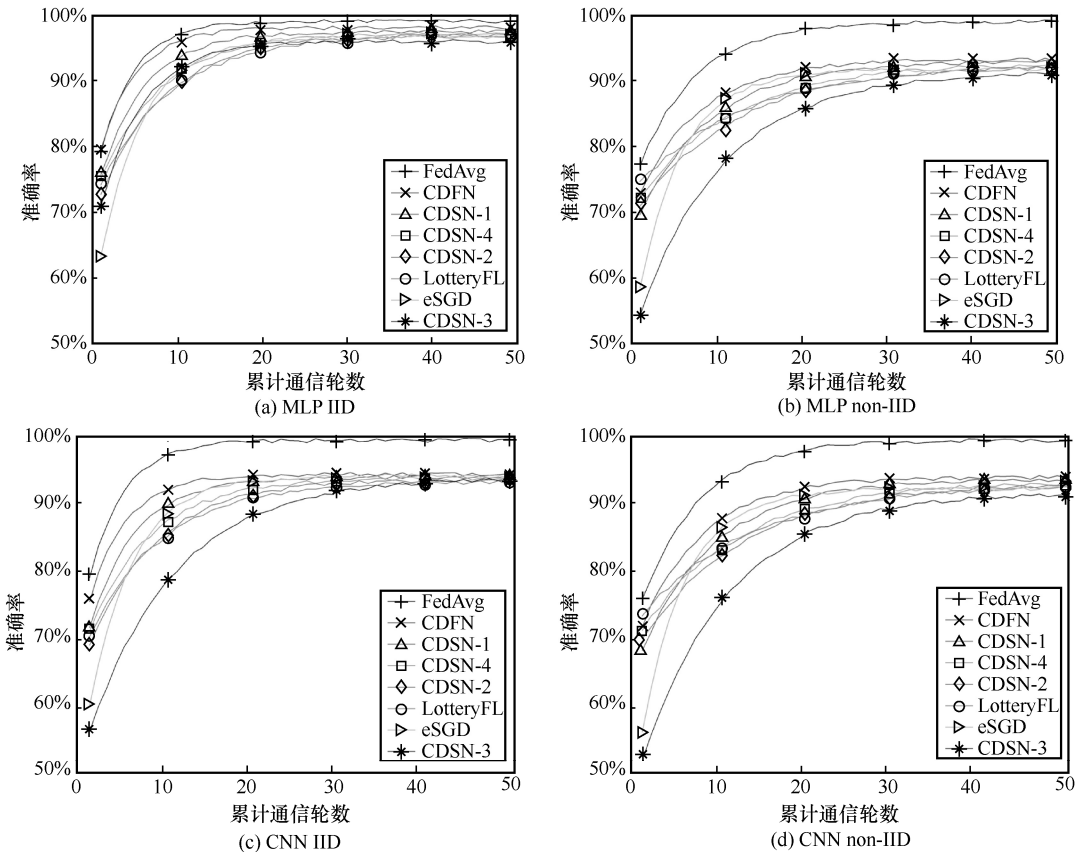 100%
90%
80%
70%
60%
50%
准确率
FedAvg
CDFN
CDSN-1
CDSN-4
CDSN-2
LotteryFL
eSGD
CDSN-3
0 10 20 30 40 50
累计通信轮数
(a) MLP IID
100%
90%
80%
70%
60%
50%
准确率
FedAvg
CDFN
CDSN-1
CDSN-4
CDSN-2
LotteryFL
eSGD
CDSN-3
0 10 20 30 40 50
累计通信轮数
(b) MLP non-IID
100%
90%
80%
70%
60%
50%
准确率
FedAvg
CDFN
CDSN-1
CDSN-4
CDSN-2
LotteryFL
eSGD
CDSN-3
0 10 20 30 40 50
累计通信轮数
(c) CNN IID
100%
90%
80%
70%
60%
50%
准确率
FedAvg
CDFN
CDSN-1
CDSN-4
CDSN-2
LotteryFL
eSGD
CDSN-3
0 10 20 30 40 50
累计通信轮数
(d) CNN non-IID